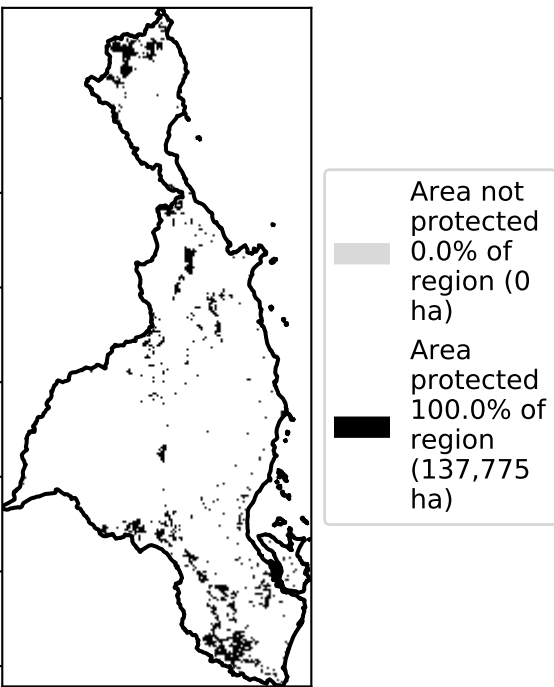 Area not
protected
0.0% of
region (0
ha)
Area
protected
100.0% of
region
(137,775
ha)